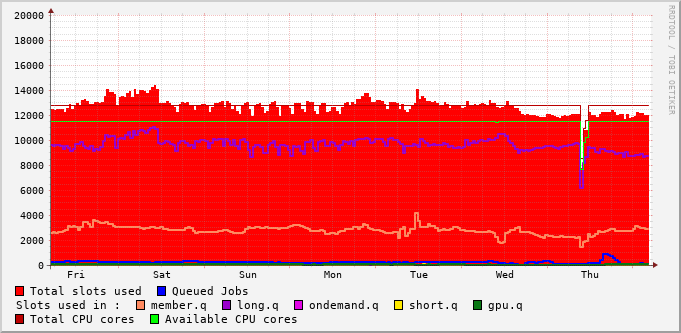 RRDTOOL / TOBI OETIKER
20000
18000
16000
14000
12000
10000
8000
6000
4000
2000
0
Fri Sat Sun Mon Tue Wed Thu
Total slots used Queued Jobs
Slots used in : member.q long.q ondemand.q short.q gpu.q
Total CPU cores Available CPU cores